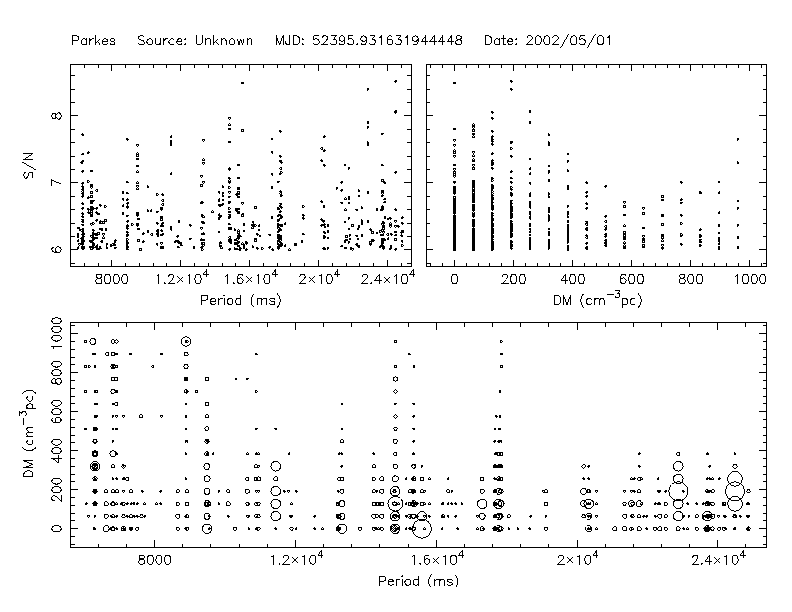 Parkes Source: Unknown MJD: 52395.931631944448 Date: 2002/05/01
S/N
8
7
6
8000 1.2×10⁴ 1.6×10⁴ 2×10⁴ 2.4×10⁴
Period (ms)
0 200 400 600 800 1000
DM (cm⁻³pc)
DM (cm⁻³pc)
1000
800
600
400
200
0
8000 1.2×10⁴ 1.6×10⁴ 2×10⁴ 2.4×10⁴
Period (ms)